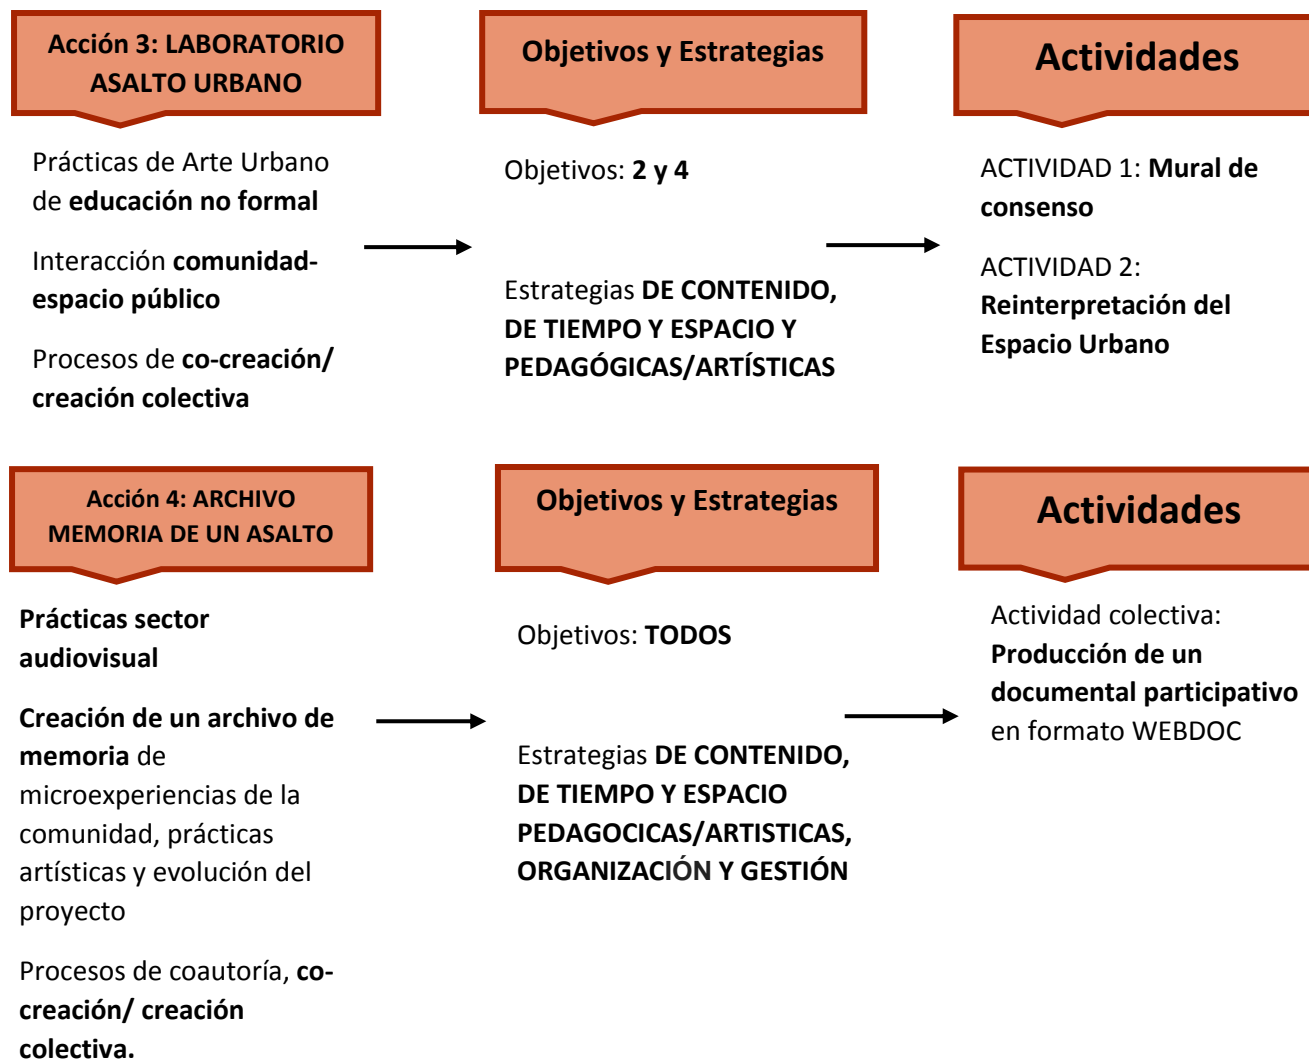 Acción 3: LABORATORIO
ASALTO URBANO
Objetivos y Estrategias
Actividades
Prácticas de Arte Urbano
de educación no formal
Interacción comunidad-
espacio público
Procesos de co-creación/
creación colectiva
Objetivos: 2 y 4
Estrategias DE CONTENIDO,
DE TIEMPO Y ESPACIO Y
PEDAGÓGICAS/ARTÍSTICAS
ACTIVIDAD 1: Mural de
consenso
ACTIVIDAD 2:
Reinterpretación del
Espacio Urbano
Acción 4: ARCHIVO
MEMORIA DE UN ASALTO
Objetivos y Estrategias
Actividades
Prácticas sector
audiovisual
Creación de un archivo de
memoria de
microexperiencias de la
comunidad, prácticas
artísticas y evolución del
proyecto
Procesos de coautoría, co-
creación/ creación
colectiva.
Objetivos: TODOS
Estrategias DE CONTENIDO,
DE TIEMPO Y ESPACIO
PEDAGOCICAS/ARTISTICAS,
ORGANIZACIÓN Y GESTIÓN
Actividad colectiva:
Producción de un
documental participativo
en formato WEBDOC